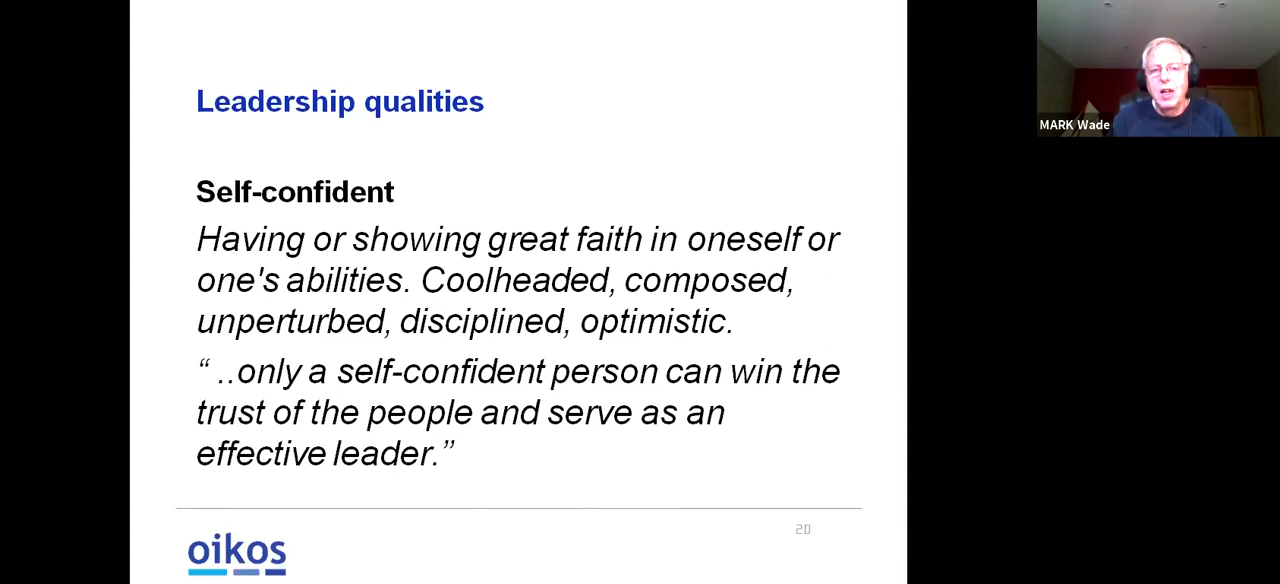 Leadership qualities
Self-confident
Having or showing great faith in oneself or
one's abilities. Coolheaded, composed,
unperturbed, disciplined, optimistic.
“ ..only a self-confident person can win the
trust of the people and serve as an
effective leader.”
20
oikos
MARK Wade